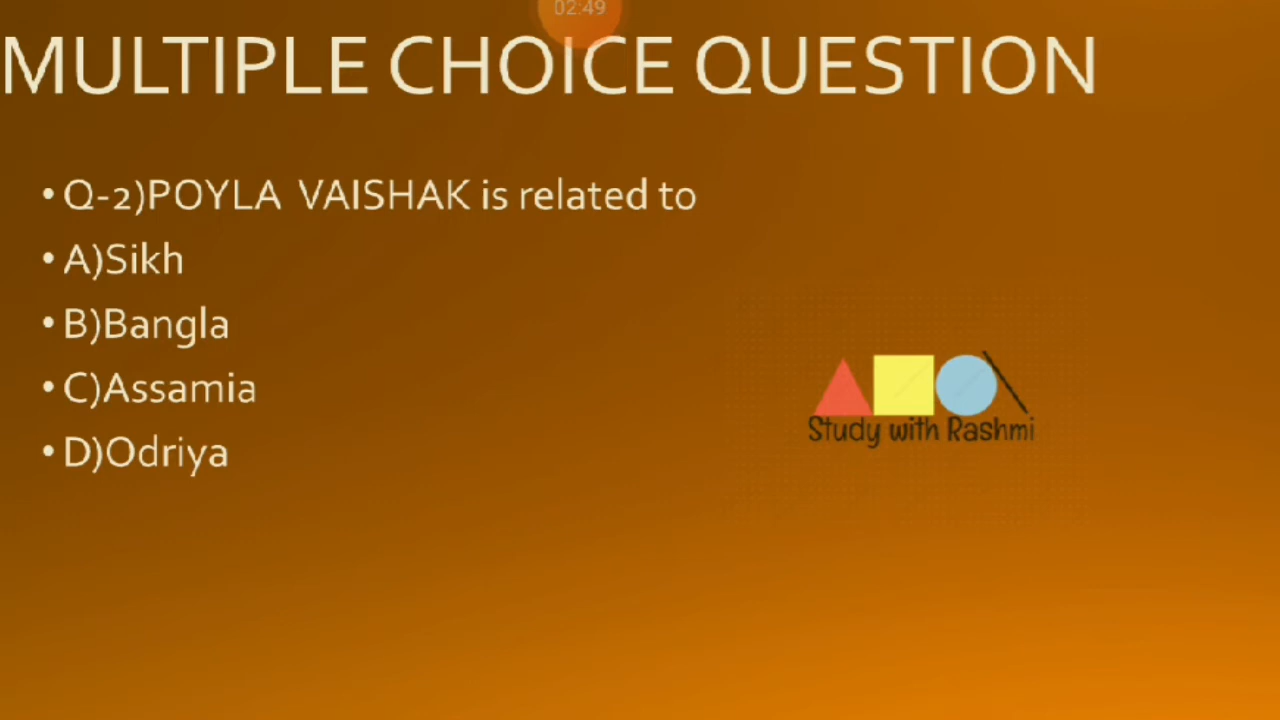 02:49
MULTIPLE CHOICE QUESTION
• Q-2)POYLA VAISHAK is related to
• A)Sikh
• B)Bangla
• C)Assamia
• D)Odriya
Study with Rashmi